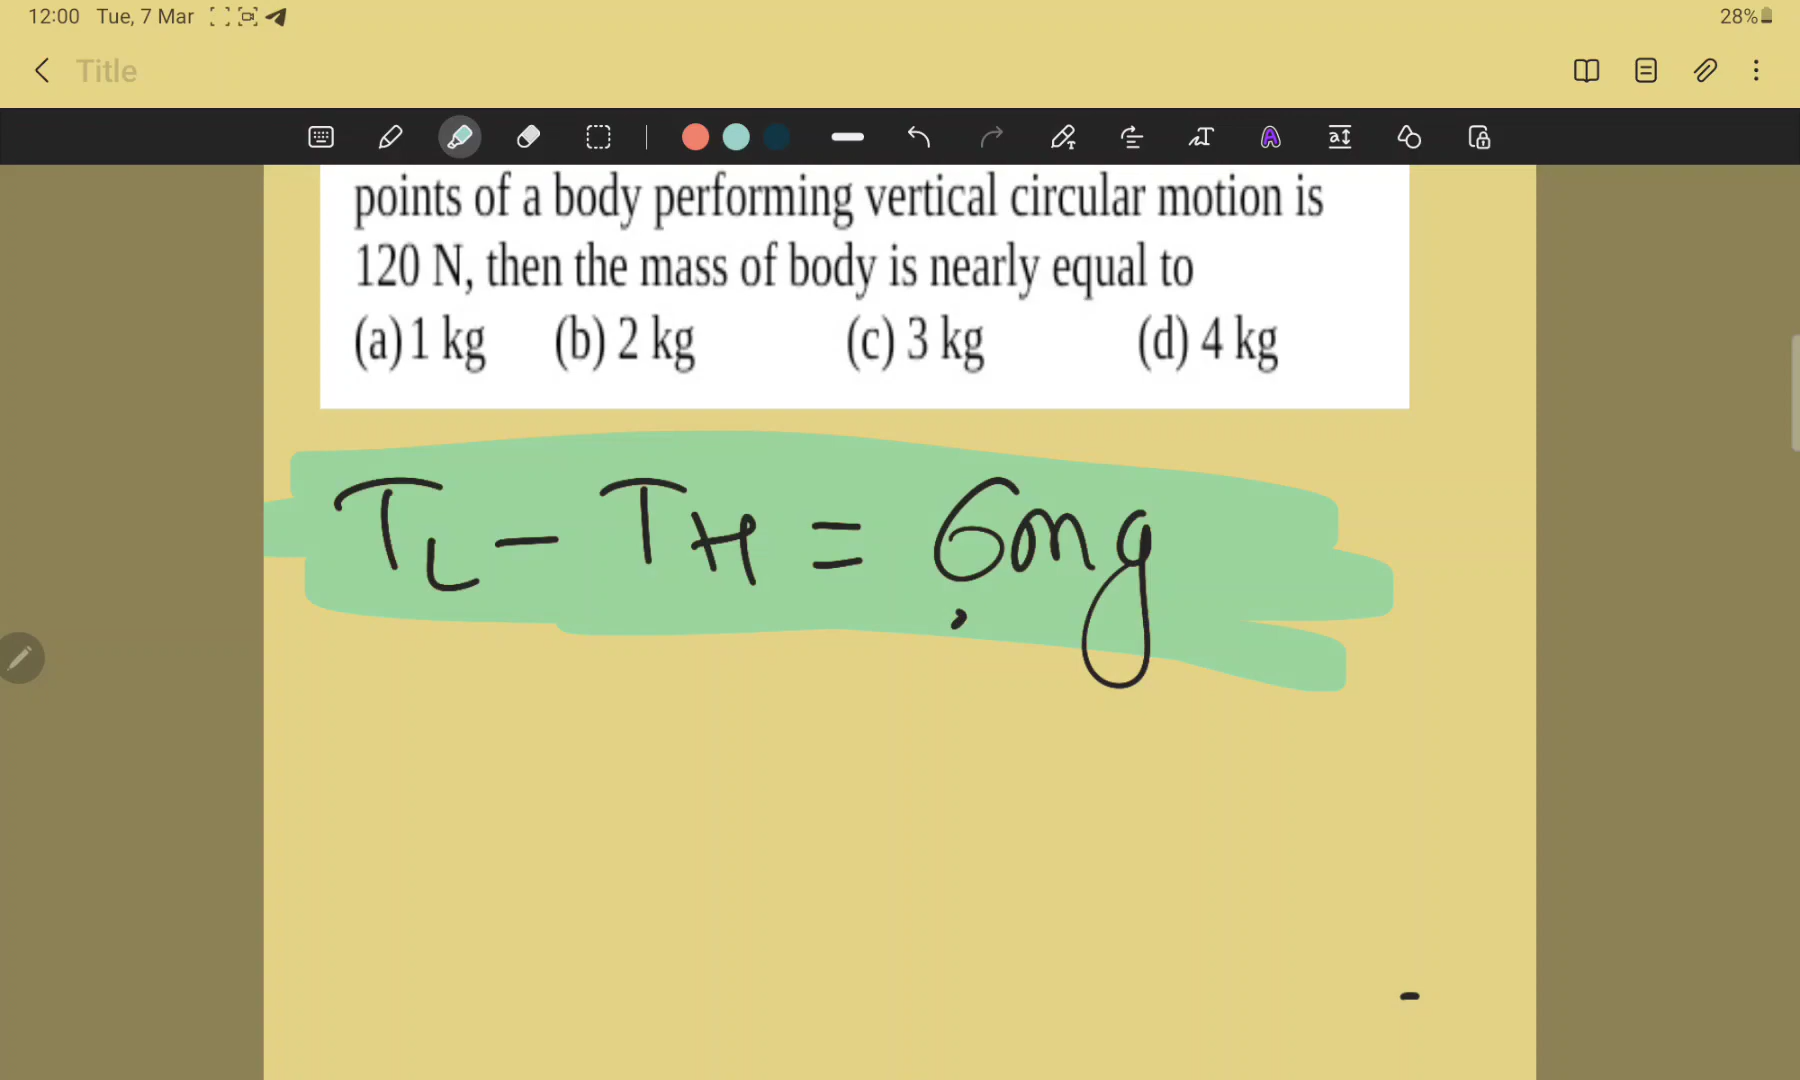 12:00 Tue, 7 Mar 28%
Title
points of a body performing vertical circular motion is
120 N, then the mass of body is nearly equal to
(a) 1 kg (b) 2 kg (c) 3 kg (d) 4 kg
TL - TH = 6mg